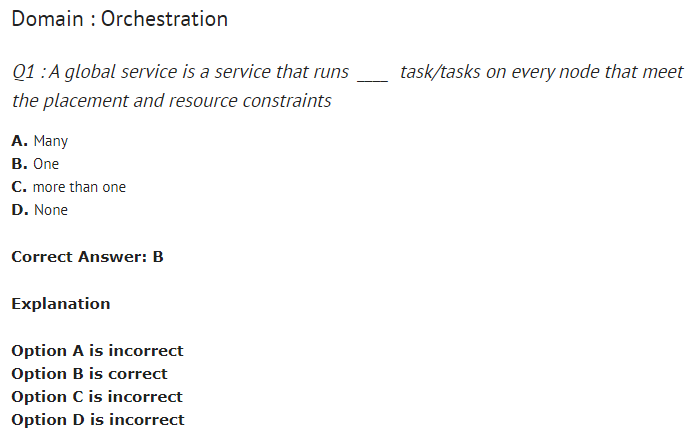 Domain : Orchestration
Q1 : A global service is a service that runs ____ task/tasks on every node that meet
the placement and resource constraints
A. Many
B. One
C. more than one
D. None
Correct Answer: B
Explanation
Option A is incorrect
Option B is correct
Option C is incorrect
Option D is incorrect